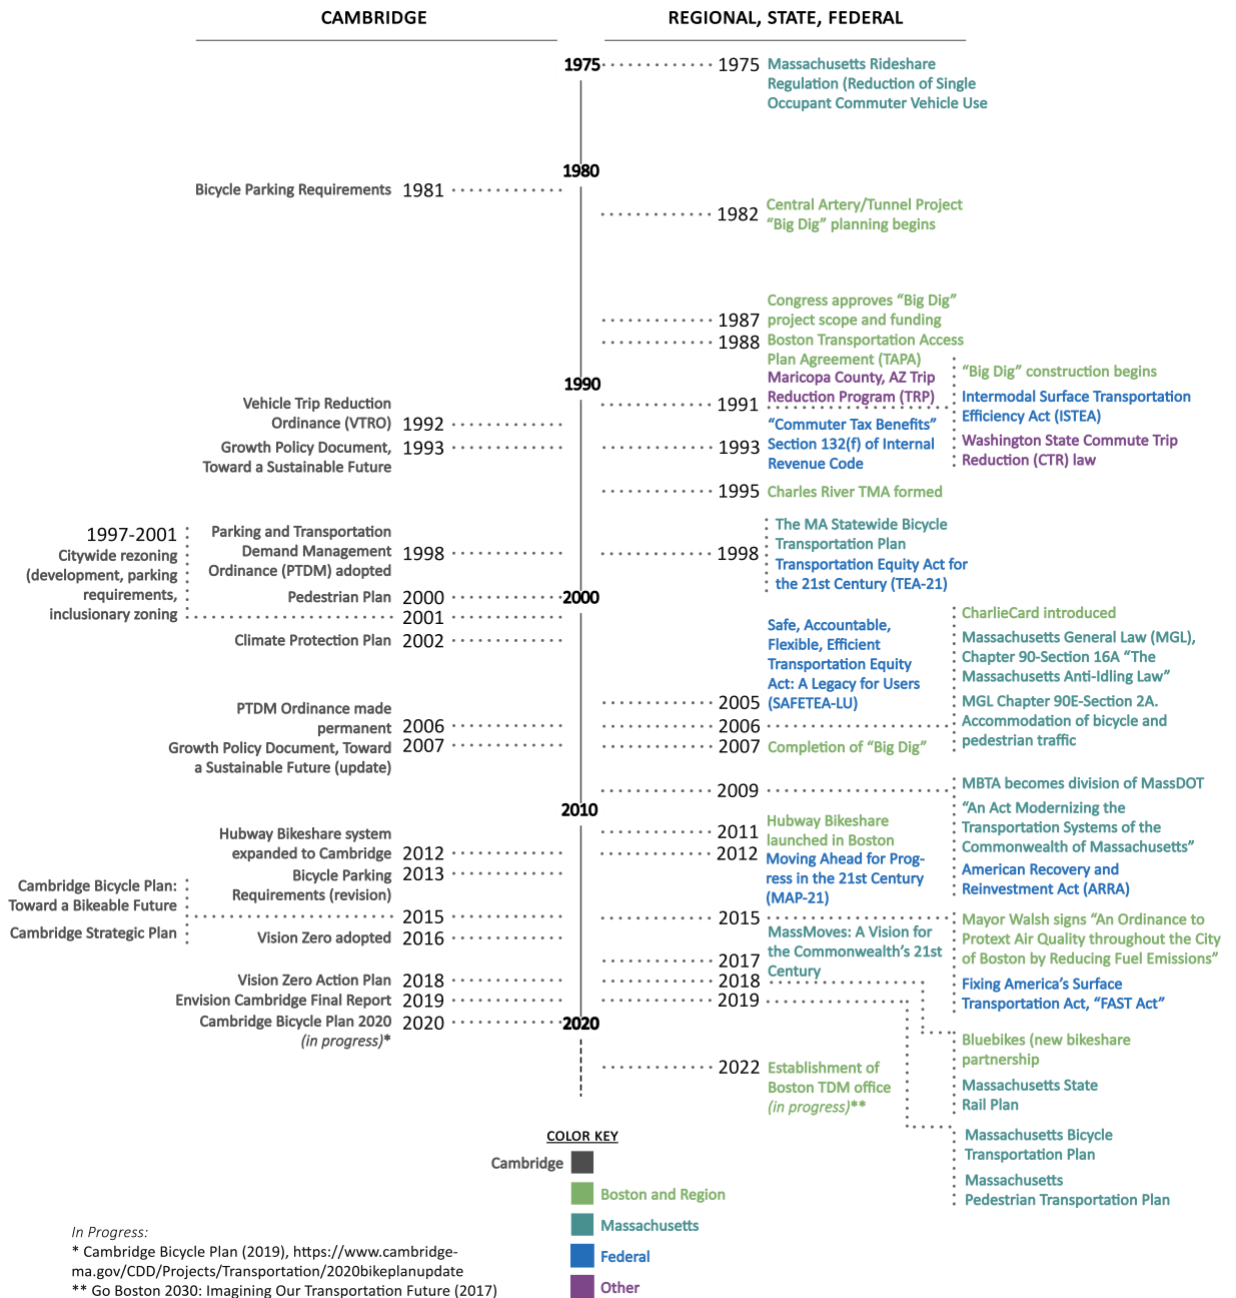 CAMBRIDGE
REGIONAL, STATE, FEDERAL
1975
1975
Massachusetts Rideshare
Regulation (Reduction of Single
Occupant Commuter Vehicle Use
1980
Bicycle Parking Requirements 1981
1982
Central Artery/Tunnel Project
“Big Dig” planning begins
1987
Congress approves “Big Dig”
project scope and funding
1988
Boston Transportation Access
Plan Agreement (TAPA)
1990
1991
Maricopa County, AZ Trip
Reduction Program (TRP)
“Big Dig” construction begins
Intermodal Surface Transportation
Efficiency Act (ISTEA)
Washington State Commute Trip
Reduction (CTR) law
Vehicle Trip Reduction
Ordinance (VTRO) 1992
Growth Policy Document,
Toward a Sustainable Future
1993
1993
“Commuter Tax Benefits”
Section 132(f) of Internal
Revenue Code
1995 Charles River TMA formed
1997-2001
Citywide rezoning
(development, parking
requirements,
inclusionary zoning
Parking and Transportation
Demand Management
Ordinance (PTDM) adopted
1998
1998
The MA Statewide Bicycle
Transportation Plan
Transportation Equity Act for
the 21st Century (TEA-21)
Pedestrian Plan 2000
2000
2001
Climate Protection Plan 2002
Safe, Accountable,
Flexible, Efficient
Transportation Equity
Act: A Legacy for Users
(SAFETEA-LU)
2005
CharlieCard introduced
Massachusetts General Law (MGL),
Chapter 90-Section 16A “The
Massachusetts Anti-Idling Law”
MGL Chapter 90E-Section 2A.
Accommodation of bicycle and
pedestrian traffic
2006
PTDM Ordinance made
permanent
2006
2007
Growth Policy Document, Toward
a Sustainable Future (update)
2007 Completion of “Big Dig”
2009
MBTA becomes division of MassDOT
“An Act Modernizing the
Transportation Systems of the
Commonwealth of Massachusetts”
American Recovery and
Reinvestment Act (ARRA)
2010
2011
Hubway Bikeshare
launched in Boston
Hubway Bikeshare system
expanded to Cambridge 2012
2012
Moving Ahead for Prog-
ress in the 21st Century
(MAP-21)
Bicycle Parking
Requirements (revision)
2013
Cambridge Bicycle Plan:
Toward a Bikeable Future
Cambridge Strategic Plan
2015
2015
Mayor Walsh signs “An Ordinance to
Protext Air Quality throughout the City
of Boston by Reducing Fuel Emissions”
Fixing America’s Surface
Transportation Act, “FAST Act”
Vision Zero adopted 2016
2017
MassMoves: A Vision for
the Commonwealth’s 21st
Century
Vision Zero Action Plan 2018
2018
Envision Cambridge Final Report 2019
2019
Cambridge Bicycle Plan 2020
(in progress)*
2020
2020
Bluebikes (new bikeshare
partnership
Massachusetts State
Rail Plan
2022
Establishment of
Boston TDM office
(in progress)**
Massachusetts Bicycle
Transportation Plan
Massachusetts
Pedestrian Transportation Plan
COLOR KEY
Cambridge
Boston and Region
Massachusetts
Federal
Other
In Progress:
* Cambridge Bicycle Plan (2019), https://www.cambridge-
ma.gov/CDD/Projects/Transportation/2020bikeplanupdate
** Go Boston 2030: Imagining Our Transportation Future (2017)